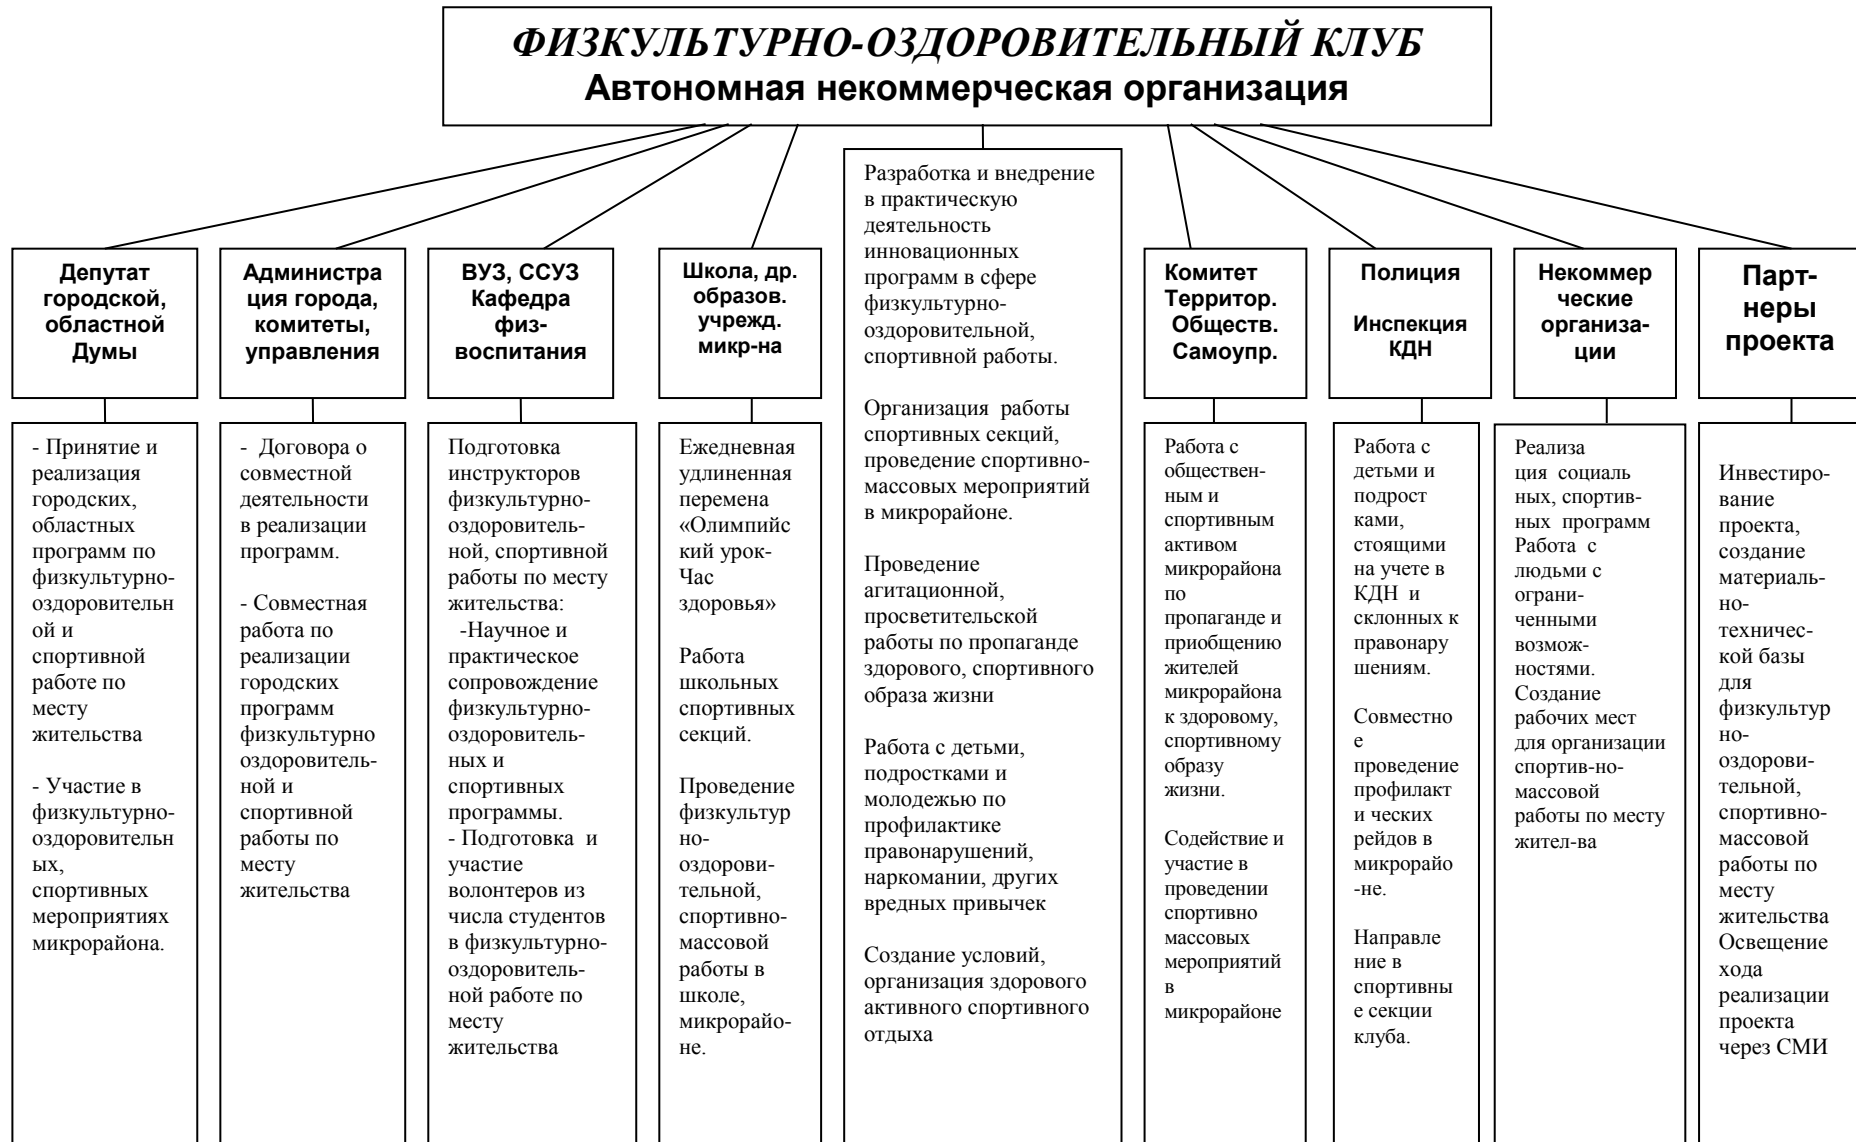 ФИЗКУЛЬТУРНО-ОЗДОРОВИТЕЛЬНЫЙ КЛУБ
Автономная некоммерческая организация
Депутат
городской,
областной
Думы
- Принятие и
реализация
городских,
областных
программ по
физкультурно-
оздоровительн
ой и
спортивной
работе по
месту
жительства
- Участие в
физкультурно-
оздоровительн
ых,
спортивных
мероприятиях
микрорайона.
Администра
ция города,
комитеты,
управления
- Договора о
совместной
деятельности
в реализации
программ.
- Совместная
работа по
реализации
городских
программ
физкультурно
оздоровитель-
ной и
спортивной
работы по
месту
жительства
ВУЗ, ССУЗ
Кафедра
физ-
воспитания
Подготовка
инструкторов
физкультурно-
оздоровитель-
ной, спортивной
работы по месту
жительства:
-Научное и
практическое
сопровождение
физкультурно-
оздоровитель-
ных и
спортивных
программы.
- Подготовка и
участие
волонтеров из
числа студентов
в физкультурно-
оздоровитель-
ной работе по
месту
жительства
Школа, др.
образов.
учрежд.
микр-на
Ежедневная
удлиненная
перемена
«Олимпийс
кий урок-
Час
здоровья»
Работа
школьных
спортивных
секций.
Проведение
физкультур
но-
оздорови-
тельной,
спортивно-
массовой
работы в
школе,
микрорайо-
не.
Разработка и внедрение
в практическую
деятельность
инновационных
программ в сфере
физкультурно-
оздоровительной,
спортивной работы.
Организация работы
спортивных секций,
проведение спортивно-
массовых мероприятий
в микрорайоне.
Проведение
агитационной,
просветительской
работы по пропаганде
здорового, спортивного
образа жизни
Работа с детьми,
подростками и
молодежью по
профилактике
правонарушений,
наркомании, других
вредных привычек
Создание условий,
организация здорового
активного спортивного
отдыха
Комитет
Территор.
Обществ.
Самоупр.
Работа с
обществен-
ным и
спортивным
активом
микрорайона
по
пропаганде и
приобщению
жителей
микрорайона
к здоровому,
спортивному
образу
жизни.
Содействие и
участие в
проведении
спортивно
массовых
мероприятий
в
микрорайоне
Полиция
Инспекция
КДН
Работа с
детьми и
подрост
ками,
стоящими
на учете в
КДН и
склонных к
правонару
шениям.
Совместно
е
проведение
профилакт
и ческих
рейдов в
микрорайо
-не.
Направле
ние в
спортивны
е секции
клуба.
Некоммер
ческие
организа-
ции
Реализа
ция социаль
ных, спортив-
ных программ
Работа с
людьми с
ограни-
ченными
возмож-
ностями.
Создание
рабочих мест
для организации
спортив-но-
массовой
работы по месту
жител-ва
Парт-
неры
проекта
Инвестиро-
вание
проекта,
создание
материаль-
но-
техничес-
кой базы
для
физкультур
но-
оздорови-
тельной,
спортивно-
массовой
работы по
месту
жительства
Освещение
хода
реализации
проекта
через СМИ